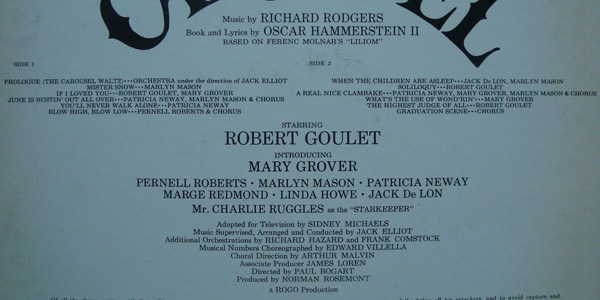 CAROUSEL
Music by RICHARD RODGERS
Book and Lyrics by OSCAR HAMMERSTEIN II
BASED ON FERENC MOLNAR'S "LILIOM"
SIDE 1
PROLOGUE (THE CAROUSEL WALTZ)•••ORCHESTRA under the direction of JACK ELLIOT
MISTER SNOW•••MARLYN MASON
IF I LOVED YOU•••ROBERT GOULET, MARY GROVER
JUNE IS BUSTIN' OUT ALL OVER•••PATRICIA NEWAY, MARLYN MASON & CHORUS
YOU'LL NEVER WALK ALONE•••PATRICIA NEWAY
BLOW HIGH, BLOW LOW•••PERNELL ROBERTS & CHORUS
SIDE 2
WHEN THE CHILDREN ARE ASLEEP•••JACK De LON, MARLYN MASON
SOLILOQUY•••ROBERT GOULET
A REAL NICE CLAMBAKE•••PATRICIA NEWAY, MARY GROVER, MARLYN MASON & CHORUS
WHAT'S THE USE OF WOND'RIN'•••MARY GROVER
THE HIGHEST JUDGE OF ALL•••ROBERT GOULET
GRADUATION SCENE•••CHORUS
STARRING
ROBERT GOULET
INTRODUCING
MARY GROVER
PERNELL ROBERTS • MARLYN MASON • PATRICIA NEWAY
MARGE REDMOND • LINDA HOWE • JACK De LON
Mr. CHARLIE RUGGLES as the "STARKEEPER"
Adapted for Television by SIDNEY MICHAELS
Music Supervised, Arranged and Conducted by JACK ELLIOT
Additional Orchestrations by RICHARD HAZARD and FRANK COMSTOCK
Musical Numbers Choreographed by EDWARD VILLELLA
Choral Direction by ARTHUR MALVIN
Associate Producer JAMES LOREN
Directed by PAUL BOGART
Produced by NORMAN ROSEMONT
A ROGO Production
off his attackers, and to avoid capture and